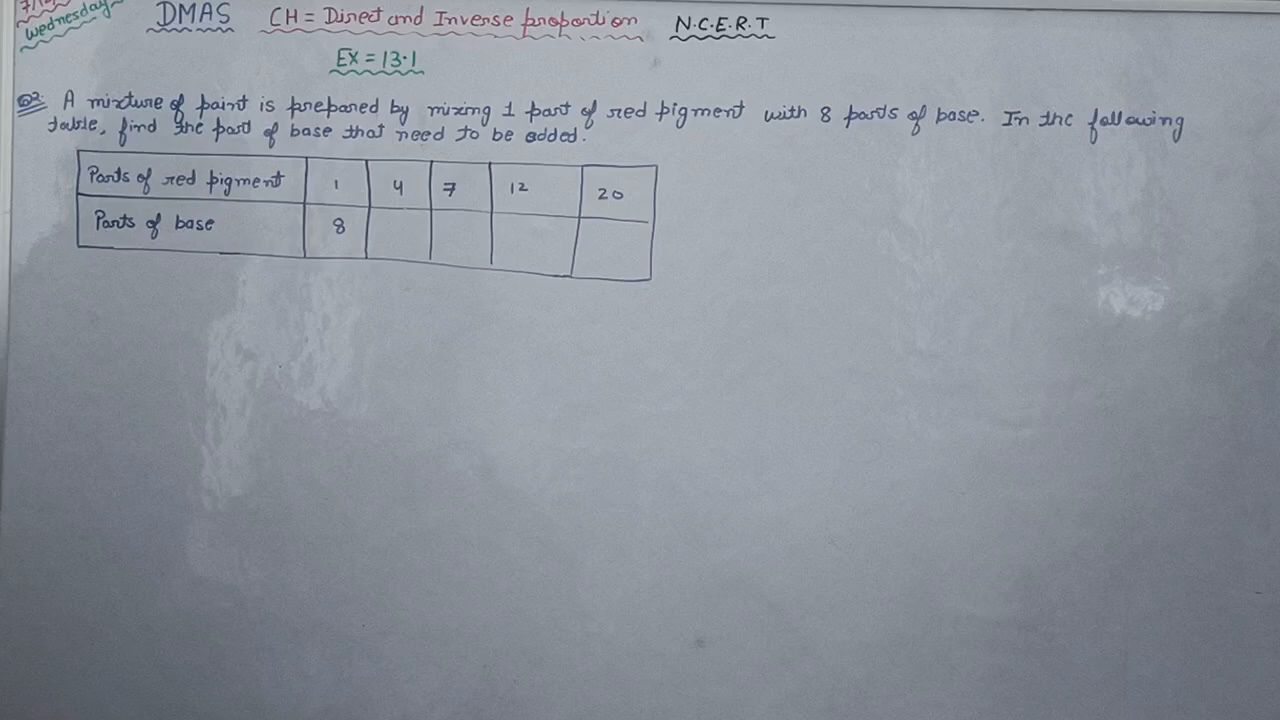 Wednesday
DMAS CH = Direct and Inverse proportion N.C.E.R.T
EX = 13.1
Q2. A mixture of paint is prepared by mixing 1 part of red pigment with 8 parts of base. In the following
table, find the part of base that need to be added.
Parts of red pigment 1 4 7 12 20
Parts of base 8